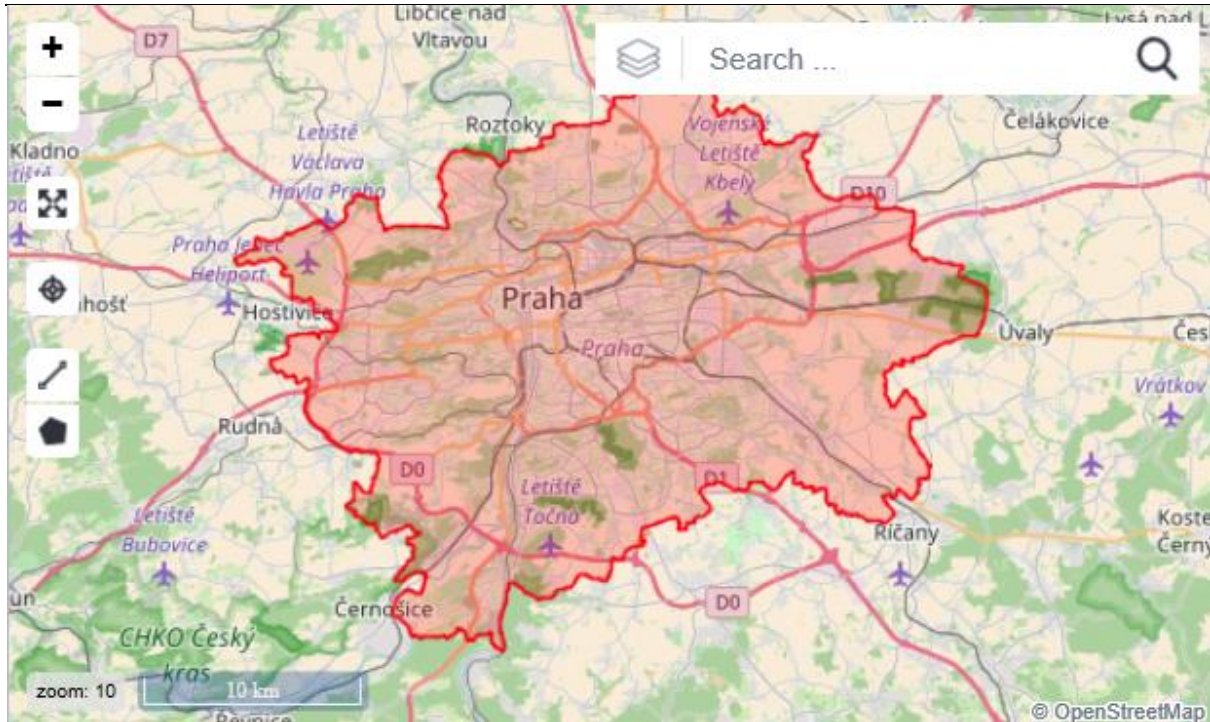 Libčice nad
Vltavou
D7
+
−
Search ...
Lysá nad L
Roztoky
Čelákovice
Kladno
Letiště
Václava
Havla Praha
Vojenské
Letiště
Kbely
D10
Praha
Heliport
Hostivice
Praha
Praha
Úvaly
Čes
Vrátkov
Rudná
D0
D1
Letiště
Točná
Letiště
Bubovice
Říčany
Koste
Černý
D0
Černošice
CHKO Český
kras
zoom: 10
10 km
Řevnice
© OpenStreetMap